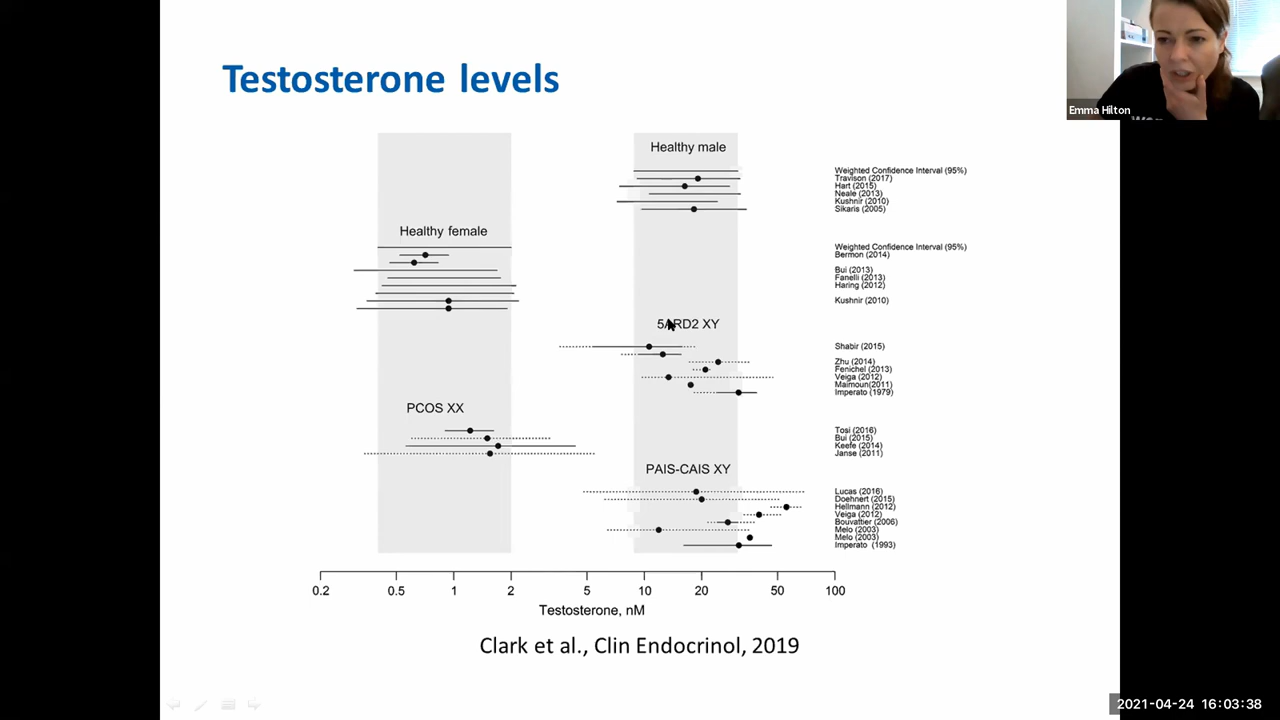 Testosterone levels
Emma Hilton
Healthy male
Weighted Confidence Interval (95%)
Travison (2017)
Hart (2015)
Neale (2013)
Kushnir (2010)
Sikaris (2005)
Healthy female
Weighted Confidence Interval (95%)
Bermon (2014)
Bui (2013)
Fanelli (2013)
Haring (2012)
Kushnir (2010)
5ARD2 XY
Shabir (2015)
Zhu (2014)
Fenichel (2013)
Veiga (2012)
Maimoun(2011)
Imperato (1979)
PCOS XX
Tosi (2016)
Bui (2015)
Keefe (2014)
Janse (2011)
PAIS-CAIS XY
Lucas (2016)
Doehnert (2015)
Hellmann (2012)
Veiga (2012)
Bouvattier (2006)
Melo (2003)
Melo (2003)
Imperato (1993)
0.2 0.5 1 2 5 10 20 50 100
Testosterone, nM
Clark et al., Clin Endocrinol, 2019
2021-04-24 16:03:38